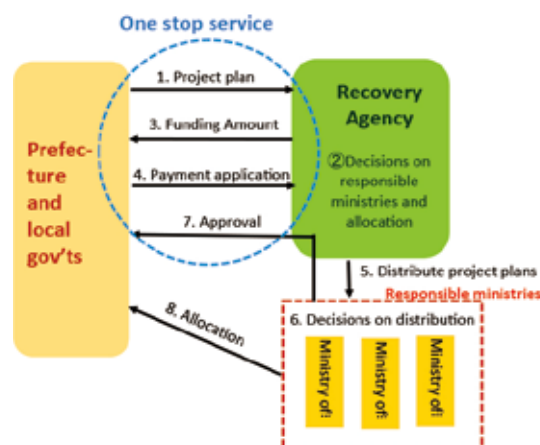 One stop service
1. Project plan
3. Funding Amount
4. Payment application
7. Approval
8. Allocation
Prefec-
ture
and
local
gov'ts
Recovery
Agency
②Decisions on
responsible
ministries and
allocation
5. Distribute project plans
Responsible ministries
6. Decisions on distribution
Ministry of
Ministry of
Ministry of